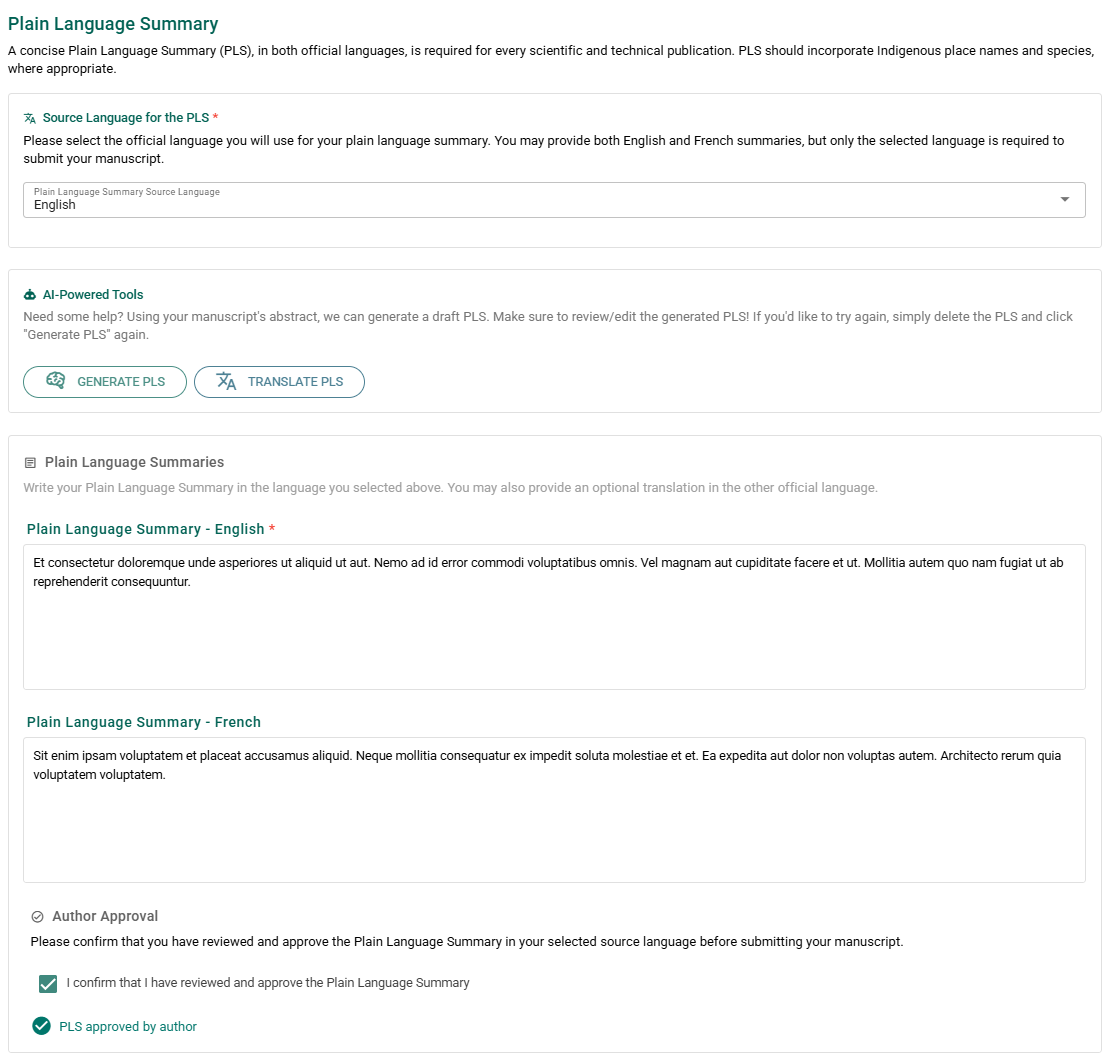 Plain Language Summary
A concise Plain Language Summary (PLS), in both official languages, is required for every scientific and technical publication. PLS should incorporate Indigenous place names and species,
where appropriate.
Source Language for the PLS *
Please select the official language you will use for your plain language summary. You may provide both English and French summaries, but only the selected language is required to
submit your manuscript.
Plain Language Summary Source Language
English
AI-Powered Tools
Need some help? Using your manuscript's abstract, we can generate a draft PLS. Make sure to review/edit the generated PLS! If you'd like to try again, simply delete the PLS and click
"Generate PLS" again.
GENERATE PLS
TRANSLATE PLS
Plain Language Summaries
Write your Plain Language Summary in the language you selected above. You may also provide an optional translation in the other official language.
Plain Language Summary - English *
Et consectetur doloremque unde asperiores ut aliquid ut aut. Nemo ad id error commodi voluptatibus omnis. Vel magnam aut cupiditate facere et ut. Mollitia autem quo nam fugiat ut ab
reprehenderit consequuntur.
Plain Language Summary - French
Sit enim ipsam voluptatem et placeat accusamus aliquid. Neque mollitia consequatur ex impedit soluta molestiae et et. Ea expedita aut dolor non voluptas autem. Architecto rerum quia
voluptatem voluptatem.
Author Approval
Please confirm that you have reviewed and approve the Plain Language Summary in your selected source language before submitting your manuscript.
I confirm that I have reviewed and approve the Plain Language Summary
PLS approved by author